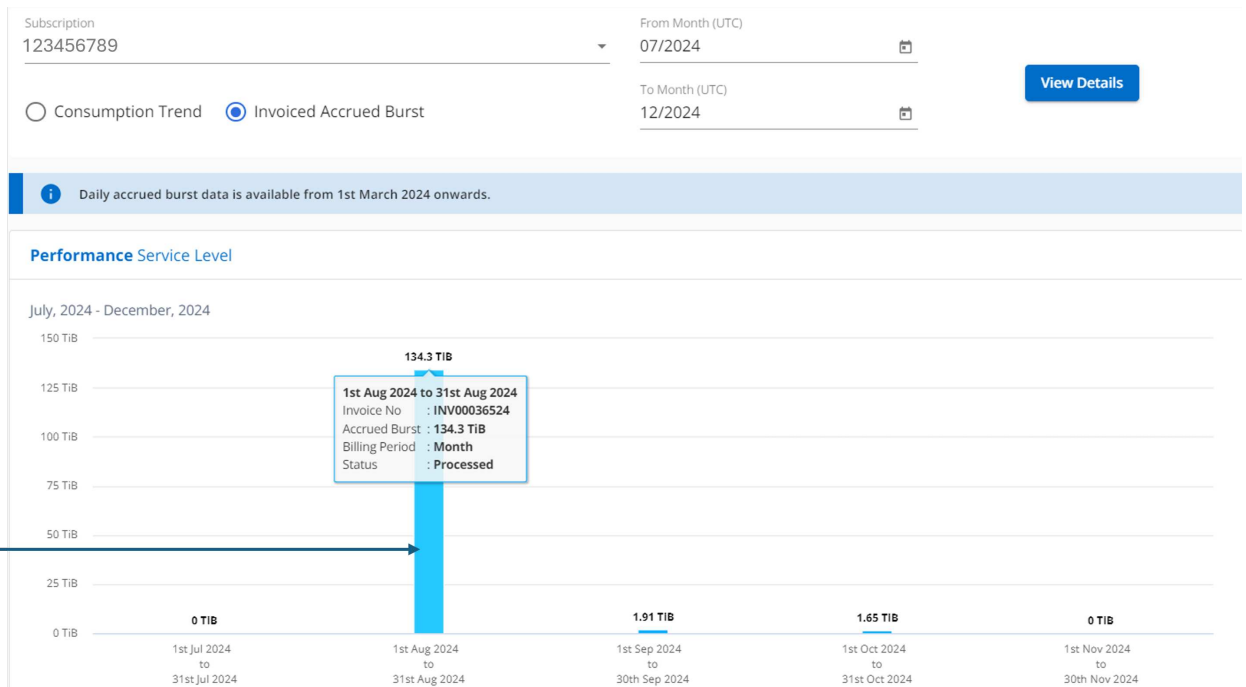 Subscription
123456789
From Month (UTC)
07/2024
View Details
To Month (UTC)
12/2024
Consumption Trend
Invoiced Accrued Burst
Daily accrued burst data is available from 1st March 2024 onwards.
Performance Service Level
July, 2024 - December, 2024
150 TiB
134.3 TiB
125 TiB
1st Aug 2024 to 31st Aug 2024
Invoice No : INV00036524
Accrued Burst : 134.3 TiB
Billing Period : Month
Status : Processed
100 TiB
75 TiB
50 TiB
25 TiB
0 TiB
0 TiB
1.91 TiB
1.65 TiB
0 TiB
1st Jul 2024
to
31st Jul 2024
1st Aug 2024
to
31st Aug 2024
1st Sep 2024
to
30th Sep 2024
1st Oct 2024
to
31st Oct 2024
1st Nov 2024
to
30th Nov 2024